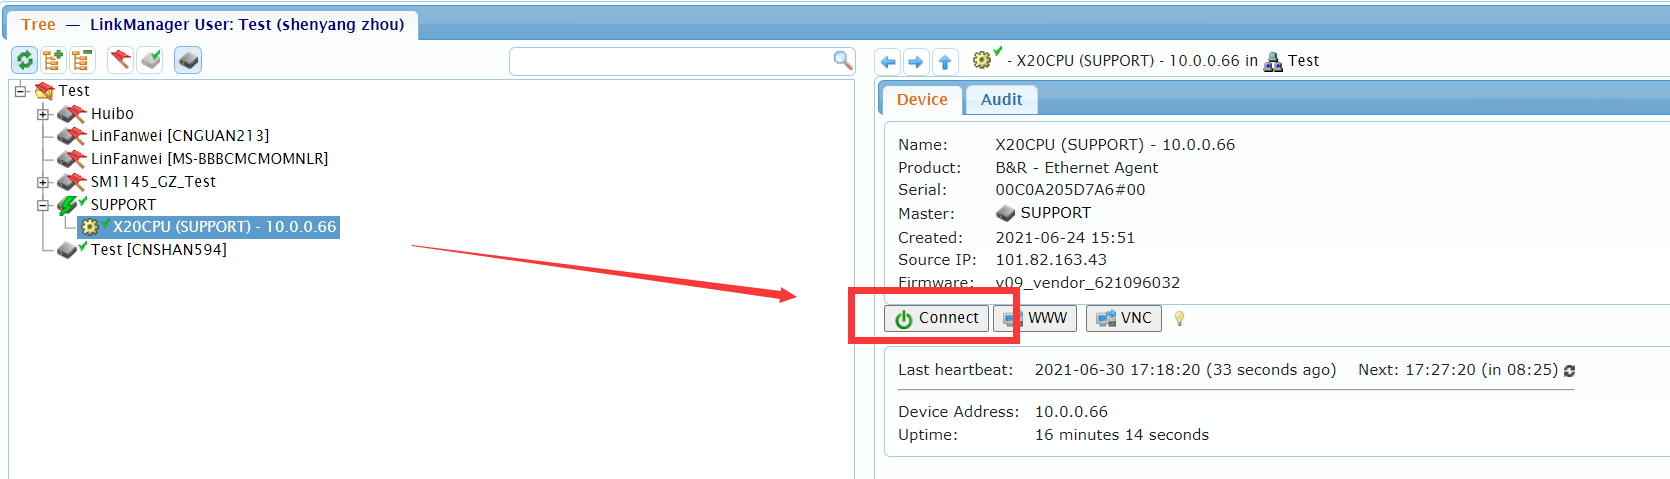 Tree — LinkManager User: Test (shenyang zhou)
Test
Huibo
LinFanwei [CNGUAN213]
LinFanwei [MS-BBBCMCMOMNLR]
SM1145_GZ_Test
SUPPORT
X20CPU (SUPPORT) - 10.0.0.66
Test [CNSHAN594]
- X20CPU (SUPPORT) - 10.0.0.66 in Test
Device Audit
Name: X20CPU (SUPPORT) - 10.0.0.66
Product: B&R - Ethernet Agent
Serial: 00C0A205D7A6#00
Master: SUPPORT
Created: 2021-06-24 15:51
Source IP: 101.82.163.43
Firmware: v09_vendor_621096032
Connect WWW VNC
Last heartbeat: 2021-06-30 17:18:20 (33 seconds ago) Next: 17:27:20 (in 08:25)
Device Address: 10.0.0.66
Uptime: 16 minutes 14 seconds